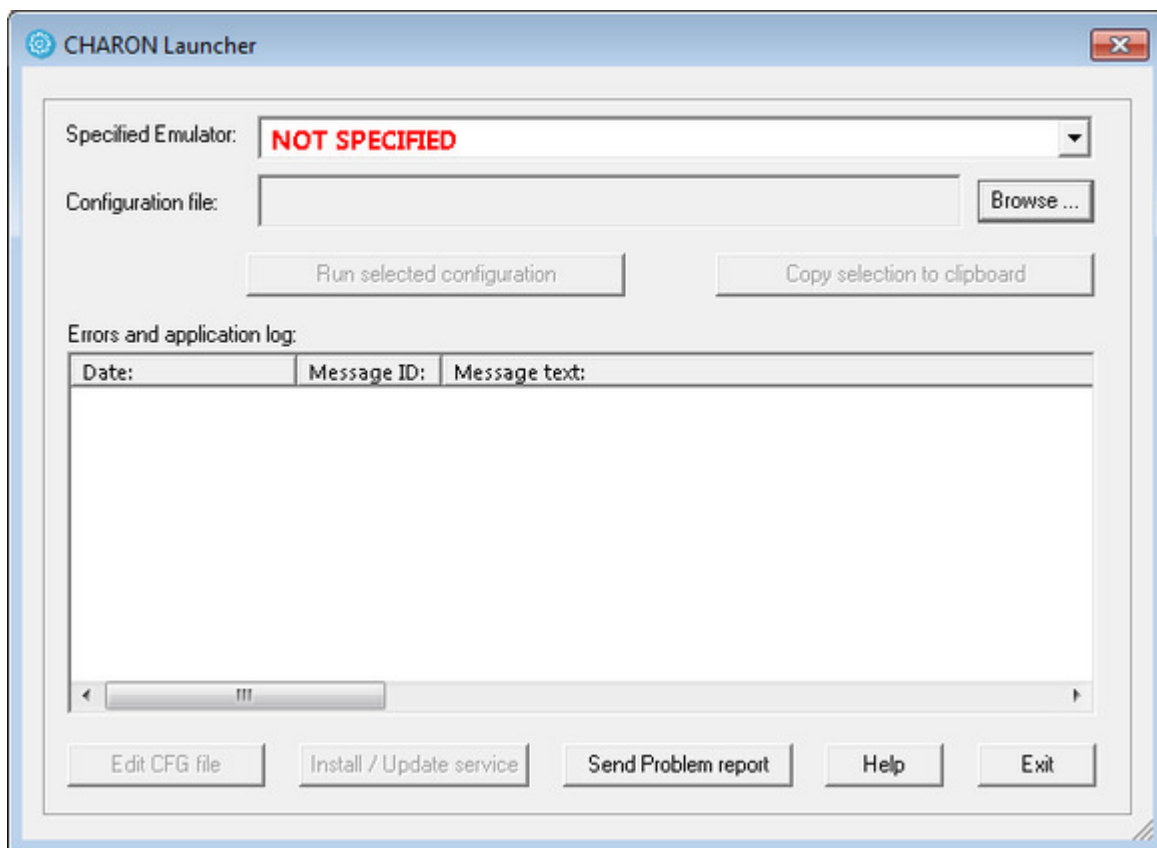 CHARON Launcher
Specified Emulator: NOT SPECIFIED
Configuration file: Browse ...
Run selected configuration Copy selection to clipboard
Errors and application log:
Date: Message ID: Message text:
Edit CFG file Install / Update service Send Problem report Help Exit